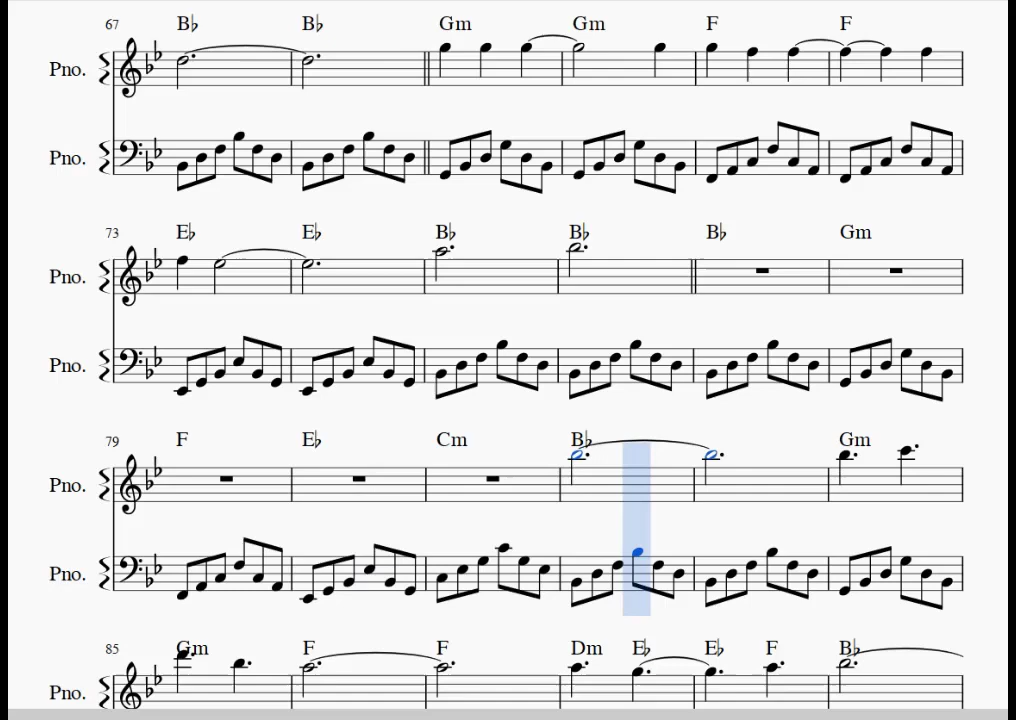 67 B♭ B♭ Gm Gm F F
Pno.
Pno.
73 E♭ E♭ B♭ B♭ B♭ Gm
Pno.
Pno.
79 F E♭ Cm B♭ Gm
Pno.
Pno.
85 Gm F F Dm E♭ E♭ F B♭
Pno.